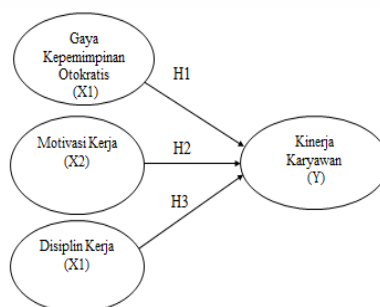 Gaya
Kepemimpinan
Otokratis
(X1)
H1
Motivasi Kerja
(X2)
H2
Kinerja
Karyawan
(Y)
H3
Disiplin Kerja
(X1)